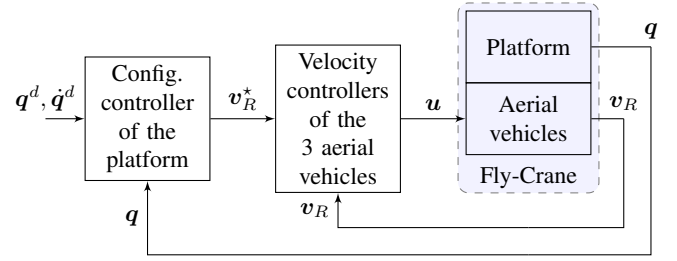 q^d, q̇^d
Config.
controller
of the
platform
v_R^⋆
Velocity
controllers
of the
3 aerial
vehicles
u
Platform
Aerial
vehicles
Fly-Crane
q
v_R
v_R
q